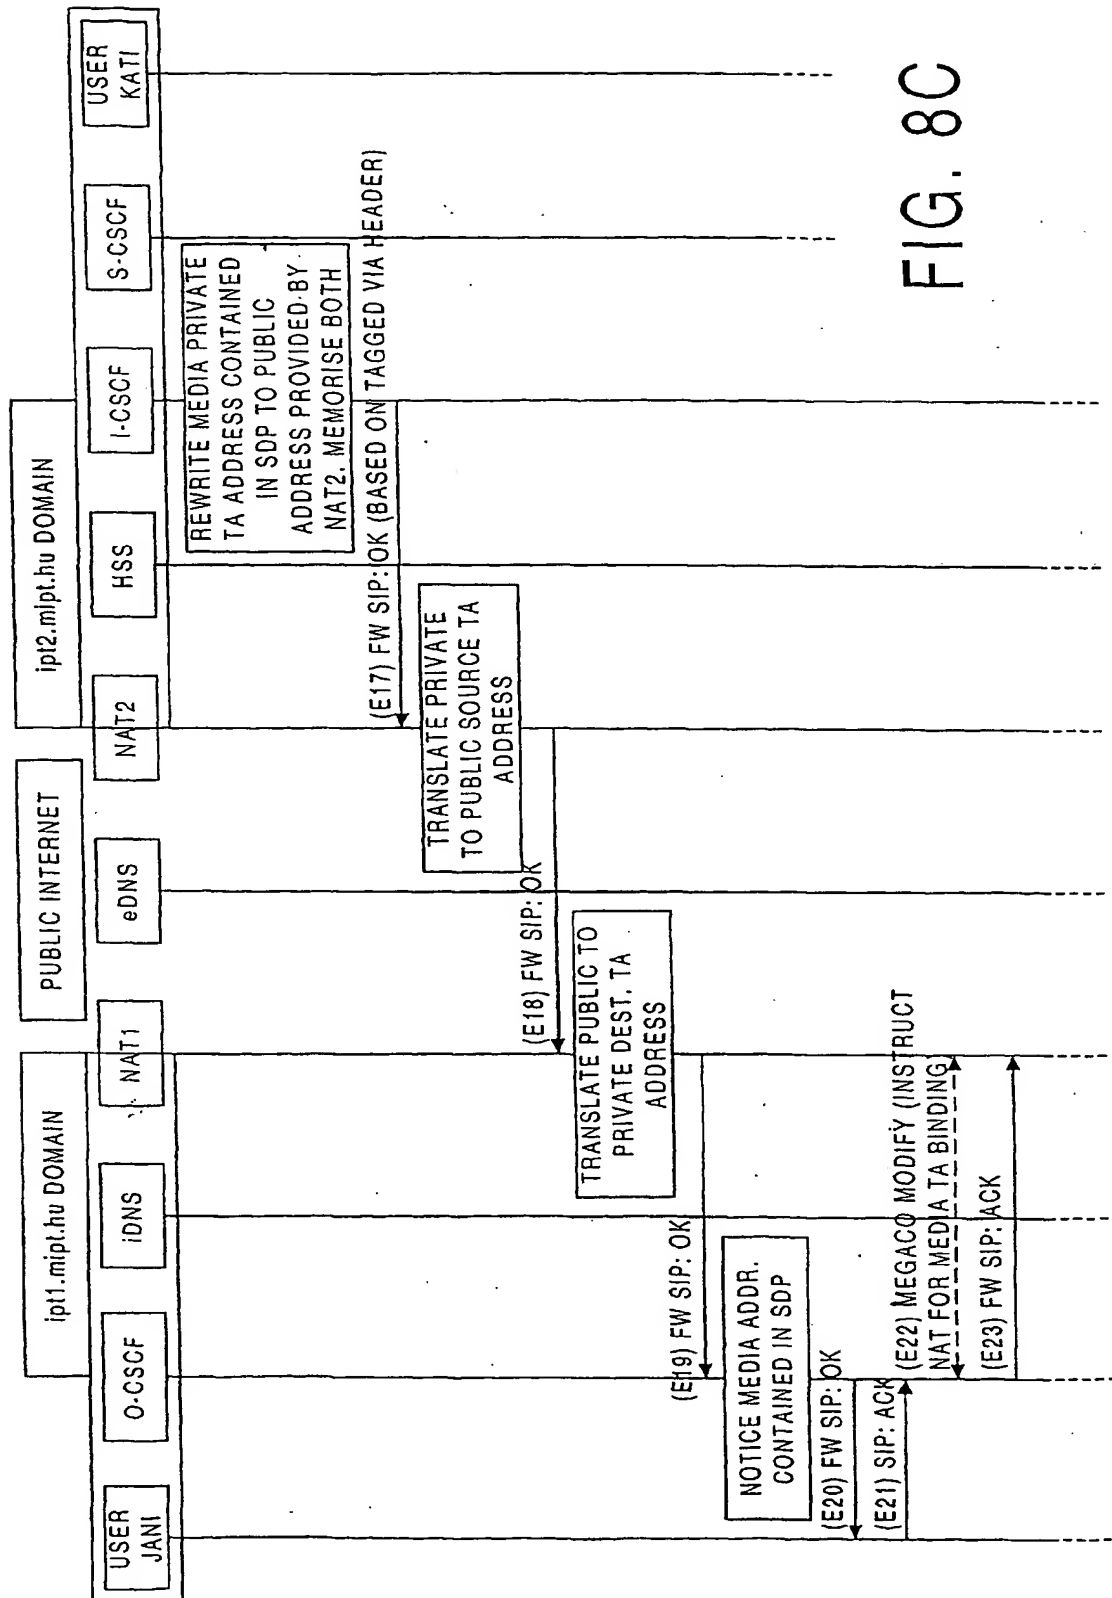 ipt1.mipt.hu DOMAIN
PUBLIC INTERNET
ipt2.mipt.hu DOMAIN
USER
JANI
O-CSCF
iDNS
NAT1
eDNS
NAT2
HSS
I-CSCF
S-CSCF
USER
KATI
REWRITE MEDIA PRIVATE
TA ADDRESS CONTAINED
IN SDP TO PUBLIC
ADDRESS PROVIDED BY
NAT2. MEMORISE BOTH
(E17) FW SIP: OK (BASED ON TAGGED VIA HEADER)
TRANSLATE PRIVATE
TO PUBLIC SOURCE TA
ADDRESS
(E18) FW SIP: OK
TRANSLATE PUBLIC TO
PRIVATE DEST. TA
ADDRESS
(E19) FW SIP: OK
NOTICE MEDIA ADDR.
CONTAINED IN SDP
(E20) FW SIP: OK
(E21) SIP: ACK
(E22) MEGACO MODIFY (INSTRUCT
NAT FOR MEDIA TA BINDING
(E23) FW SIP: ACK
FIG. 8C